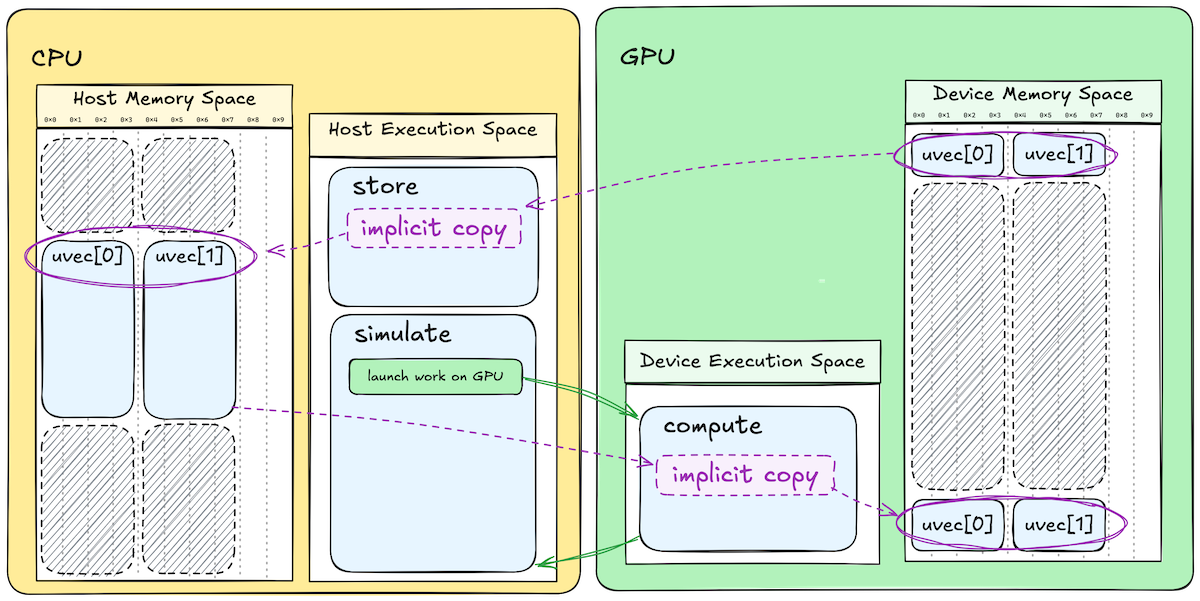 CPU
Host Memory Space
0x0 0x1 0x2 0x3 0x4 0x5 0x6 0x7 0x8 0x9
uvec[0] uvec[1]
Host Execution Space
store
implicit copy
simulate
launch work on GPU
GPU
Device Execution Space
compute
implicit copy
Device Memory Space
0x0 0x1 0x2 0x3 0x4 0x5 0x6 0x7 0x8 0x9
uvec[0] uvec[1]
uvec[0] uvec[1]